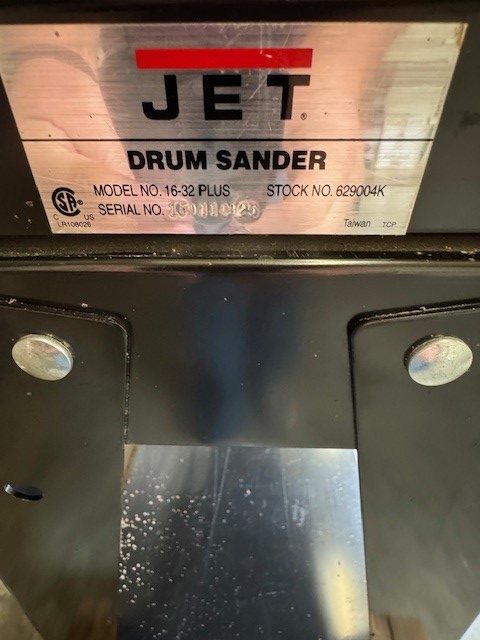 JET
®
DRUM SANDER
MODEL NO. 16-32 PLUS STOCK NO. 629004K
SERIAL NO.
C US
LR108026
Taiwan TCP